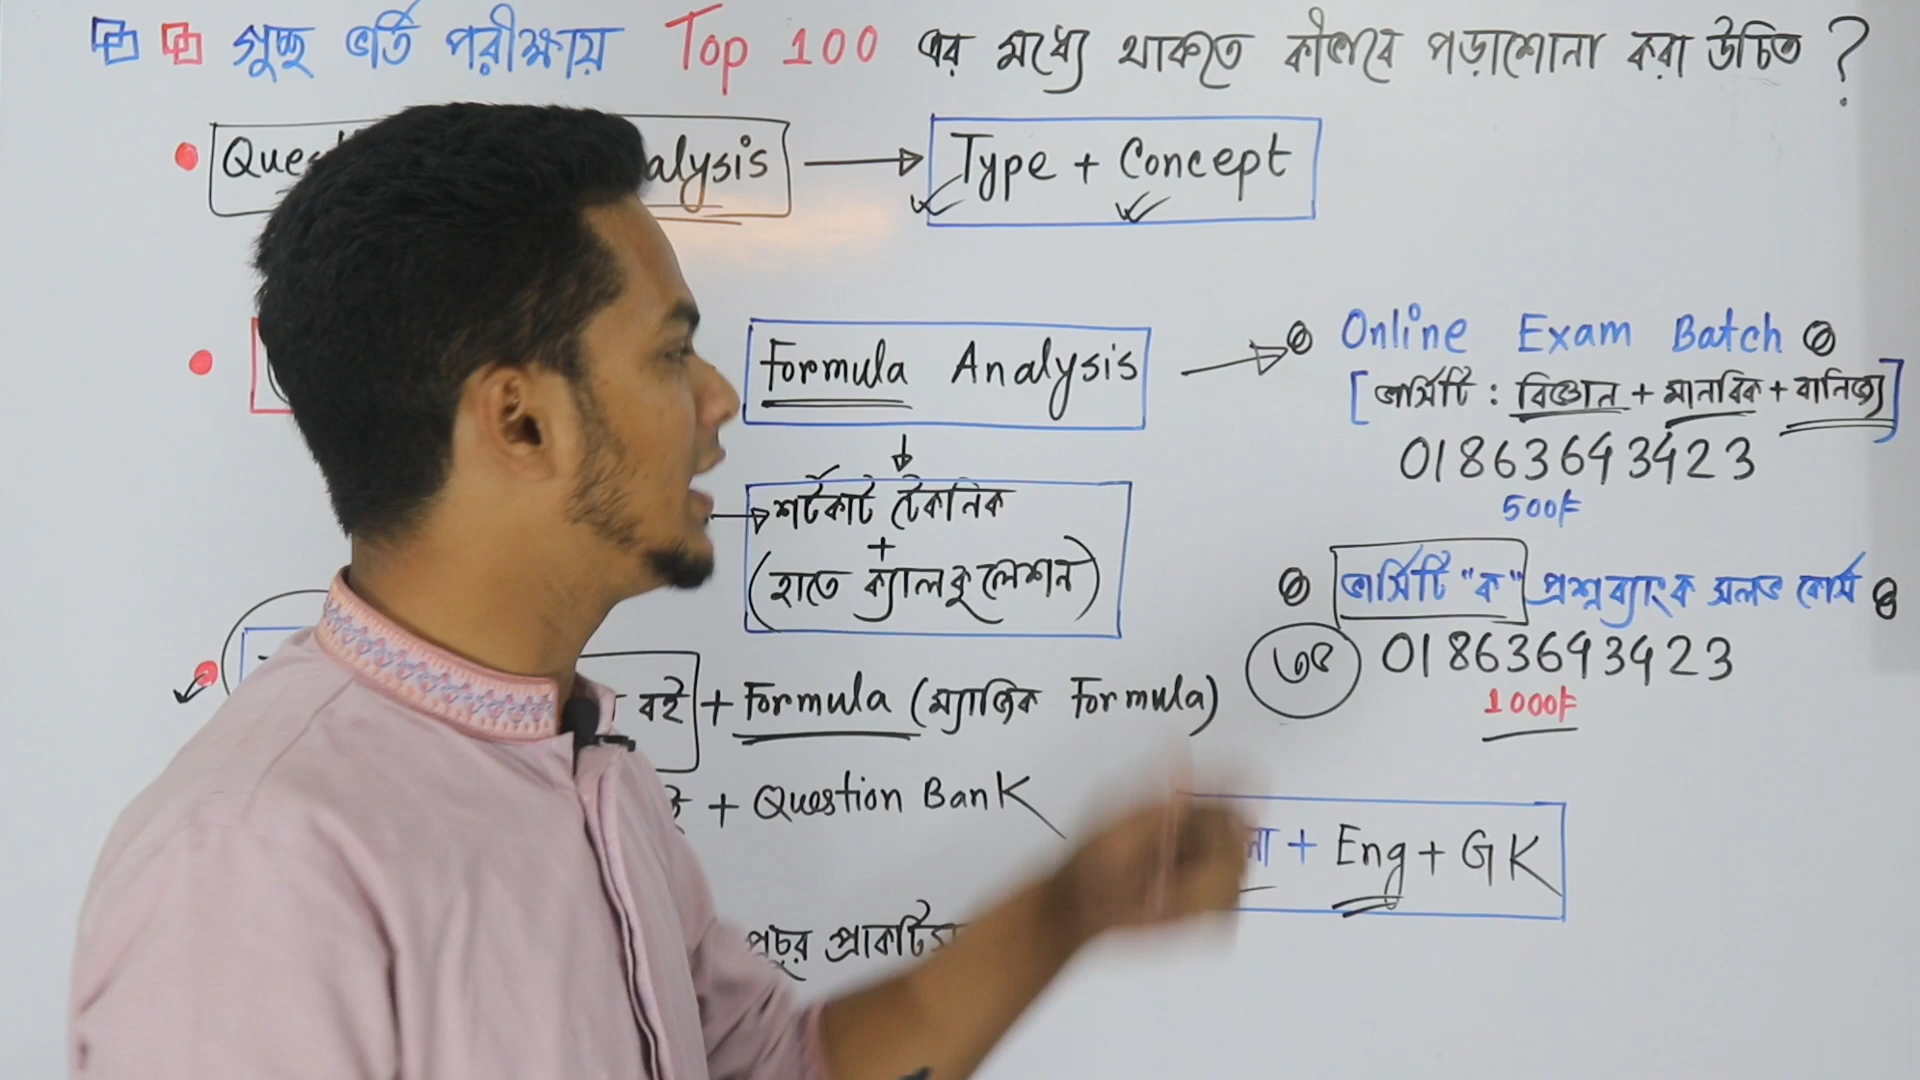 গুচ্ছ ভর্তি পরীক্ষায় Top 100 এর মধ্যে থাকতে কীভাবে পড়াশোনা করা উচিত ?
Ques alysis → Type + Concept
Formula Analysis → Online Exam Batch
[ভার্সিটি : বিজ্ঞান + মানবিক + বানিজ্য]
01863643423
500/-
→ শর্টকাট টেকনিক
+
(হাতে ক্যালকুলেশন)
ভার্সিটি "ক" প্রশ্নব্যাংক সলভ কোর্স
01863643423
1000/-
বই + Formula (ম্যাজিক Formula)
+ Question Bank
লা + Eng + GK
প্রচুর প্রাকটিস